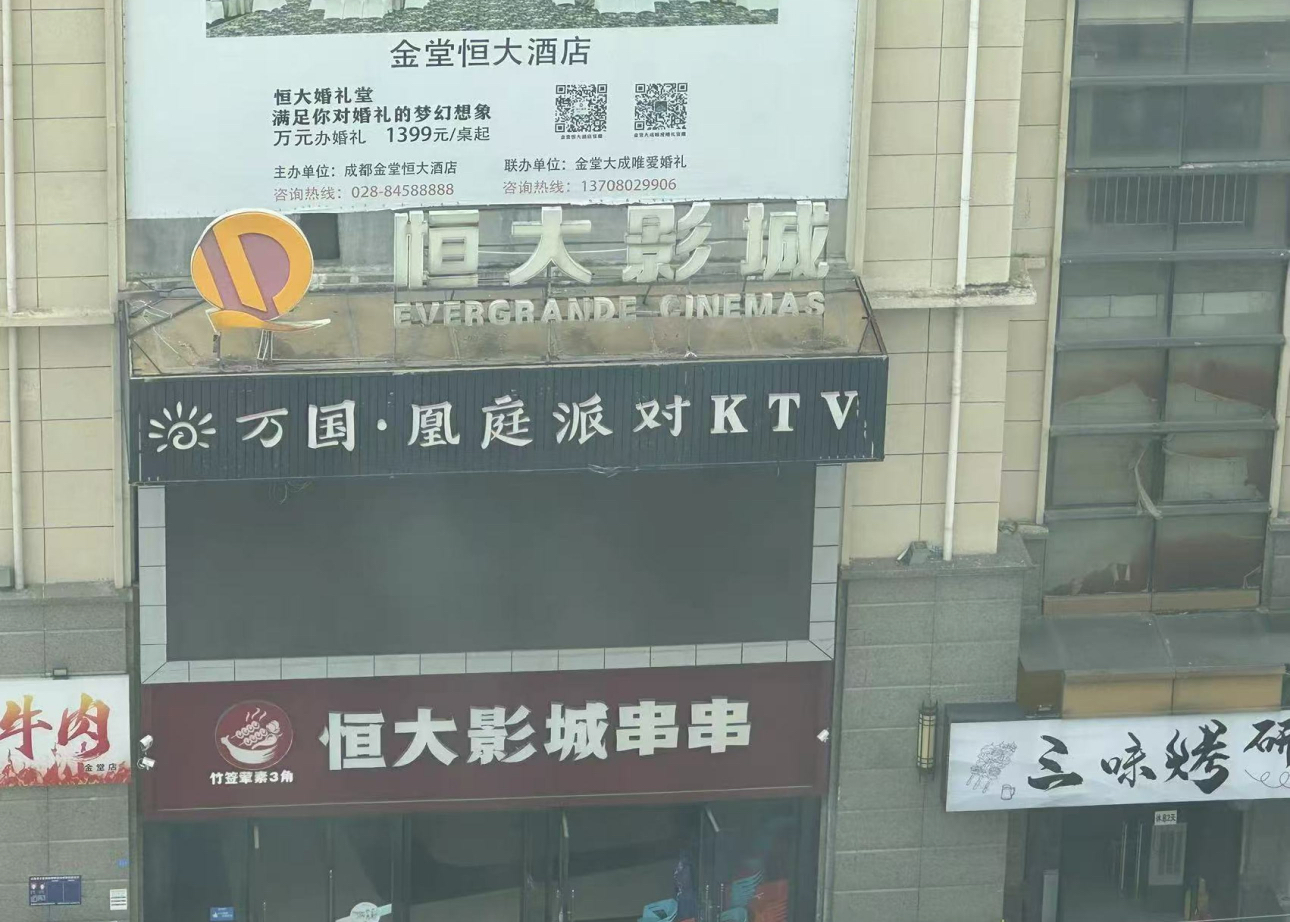 金堂恒大酒店
恒大婚礼堂
满足你对婚礼的梦幻想象
万元办婚礼 1399元/桌起
主办单位：成都金堂恒大酒店
联办单位：金堂大成唯爱婚礼
咨询热线：028-84588888
咨询热线：13708029906
恒大影城
EVERGRANDE CINEMAS
万国·凰庭派对KTV
恒大影城串串
竹签荤素3角
牛肉
金堂店
三味烤研
休息2天